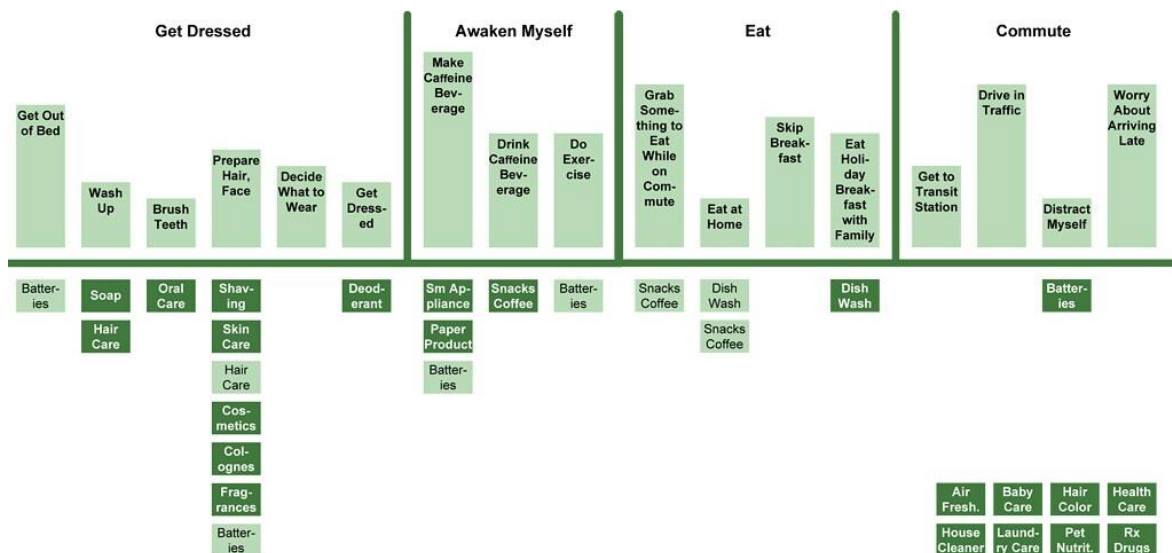 Get Dressed
Awaken Myself
Eat
Commute
Get Out
of Bed
Wash
Up
Brush
Teeth
Prepare
Hair,
Face
Decide
What to
Wear
Get
Dress-
ed
Make
Caffeine
Bev-
erage
Drink
Caffeine
Bev-
erage
Do
Exer-
cise
Grab
Some-
thing to
Eat
While
on
Com-
mute
Eat at
Home
Skip
Break-
fast
Eat
Holi-
day
Break-
fast
with
Family
Get to
Transit
Station
Drive in
Traffic
Distract
Myself
Worry
About
Arriving
Late
Batter-
ies
Soap
Hair
Care
Oral
Care
Shav-
ing
Skin
Care
Hair
Care
Cos-
metics
Col-
ognes
Frag-
rances
Batter-
ies
Deod-
erant
Sm Ap-
pliance
Paper
Product
Batter-
ies
Snacks
Coffee
Batter-
ies
Snacks
Coffee
Dish
Wash
Snacks
Coffee
Dish
Wash
Batter-
ies
Air
Fresh.
Baby
Care
Hair
Color
Health
Care
House
Cleaner
Laund-
ry Care
Pet
Nutrit.
Rx
Drugs